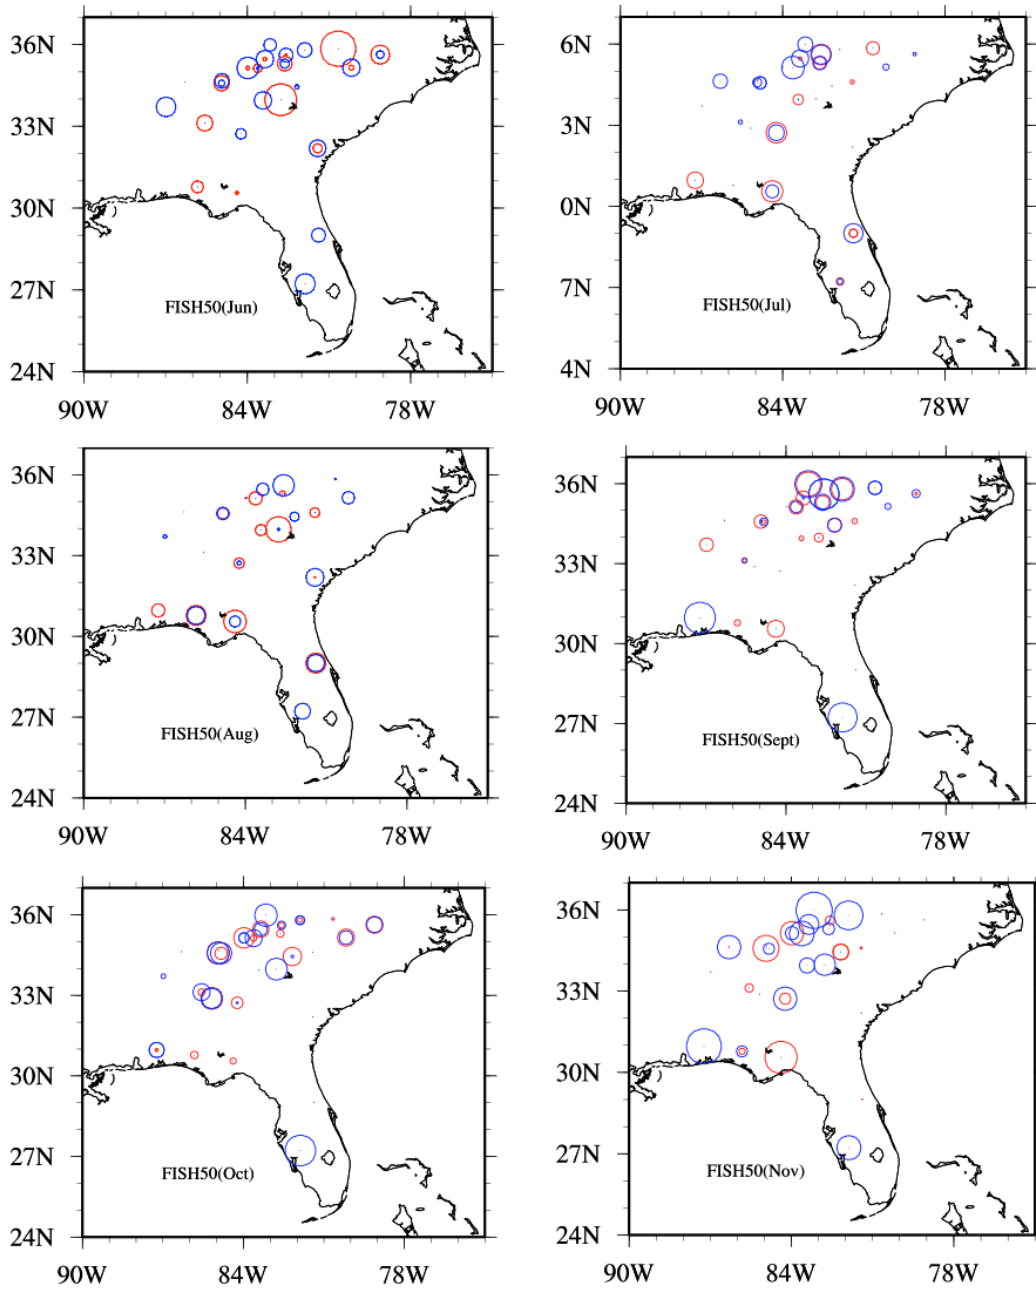 36N
33N
30N
27N
24N
90W 84W 78W
FISH50(Jun)
6N
3N
0N
7N
4N
90W 84W 78W
FISH50(Jul)
36N
33N
30N
27N
24N
90W 84W 78W
FISH50(Aug)
36N
33N
30N
27N
24N
90W 84W 78W
FISH50(Sept)
36N
33N
30N
27N
24N
90W 84W 78W
FISH50(Oct)
36N
33N
30N
27N
24N
90W 84W 78W
FISH50(Nov)